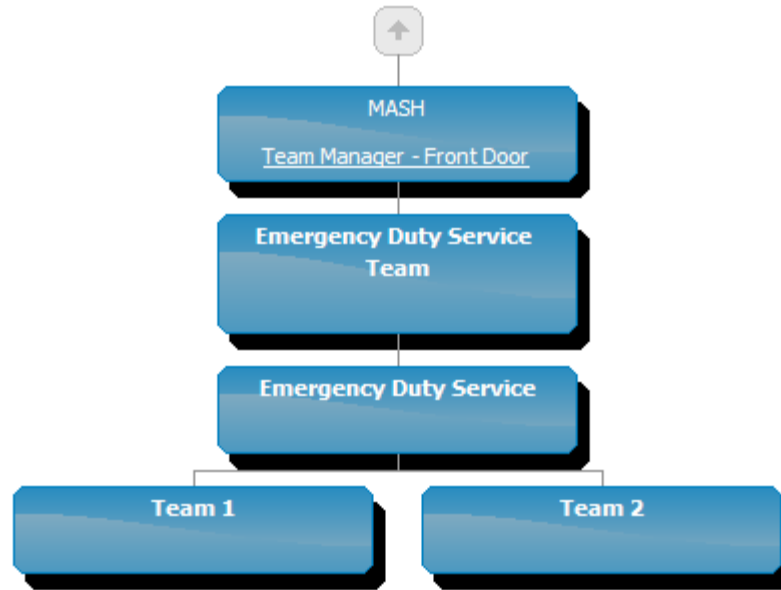 MASH
Team Manager - Front Door
Emergency Duty Service
Team
Emergency Duty Service
Team 1
Team 2